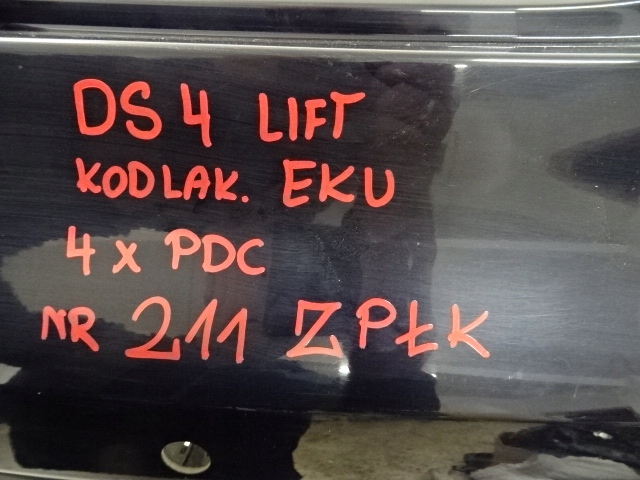 DS 4 LIFT
KODLAK. EKU
4 x PDC
NR 211 ZPŁK